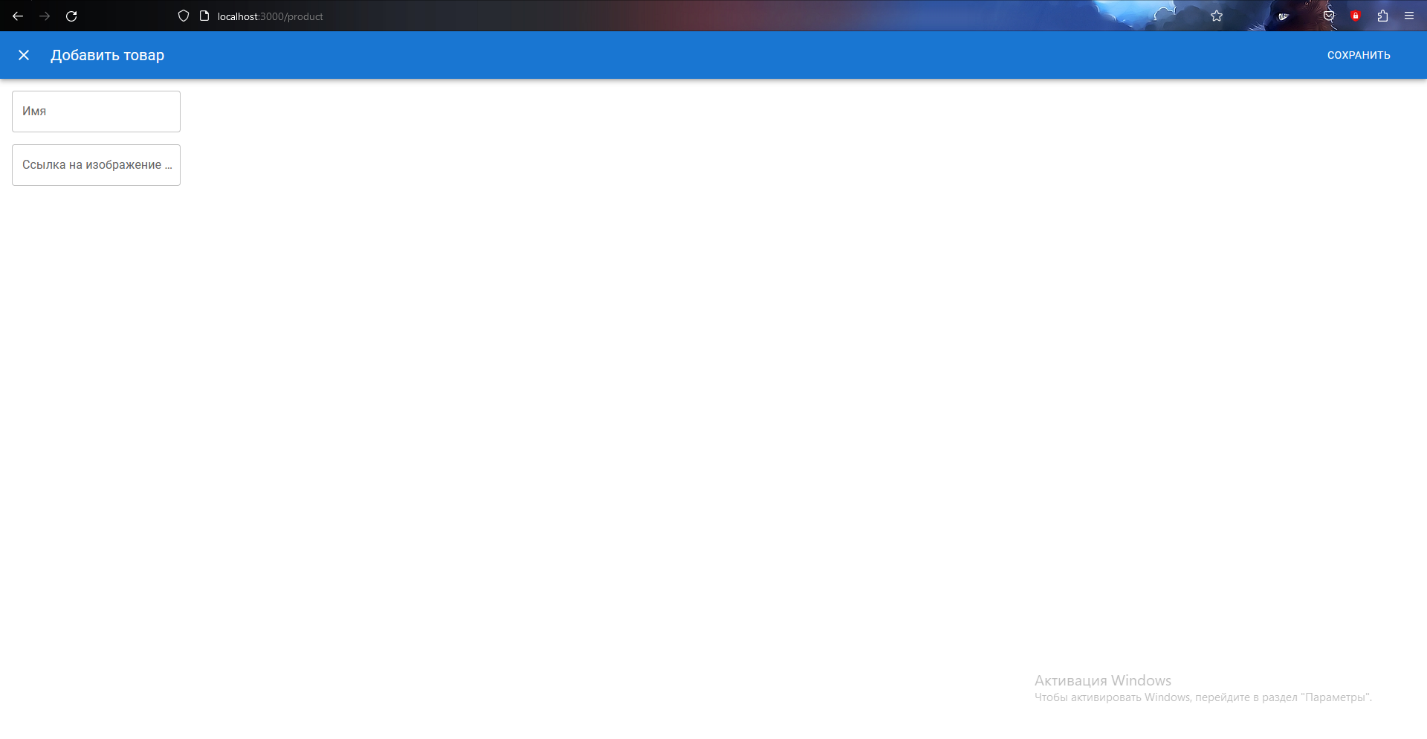 localhost:3000/product
Добавить товар
СОХРАНИТЬ
Имя
Ссылка на изображение ...
Активация Windows
Чтобы активировать Windows, перейдите в раздел "Параметры".